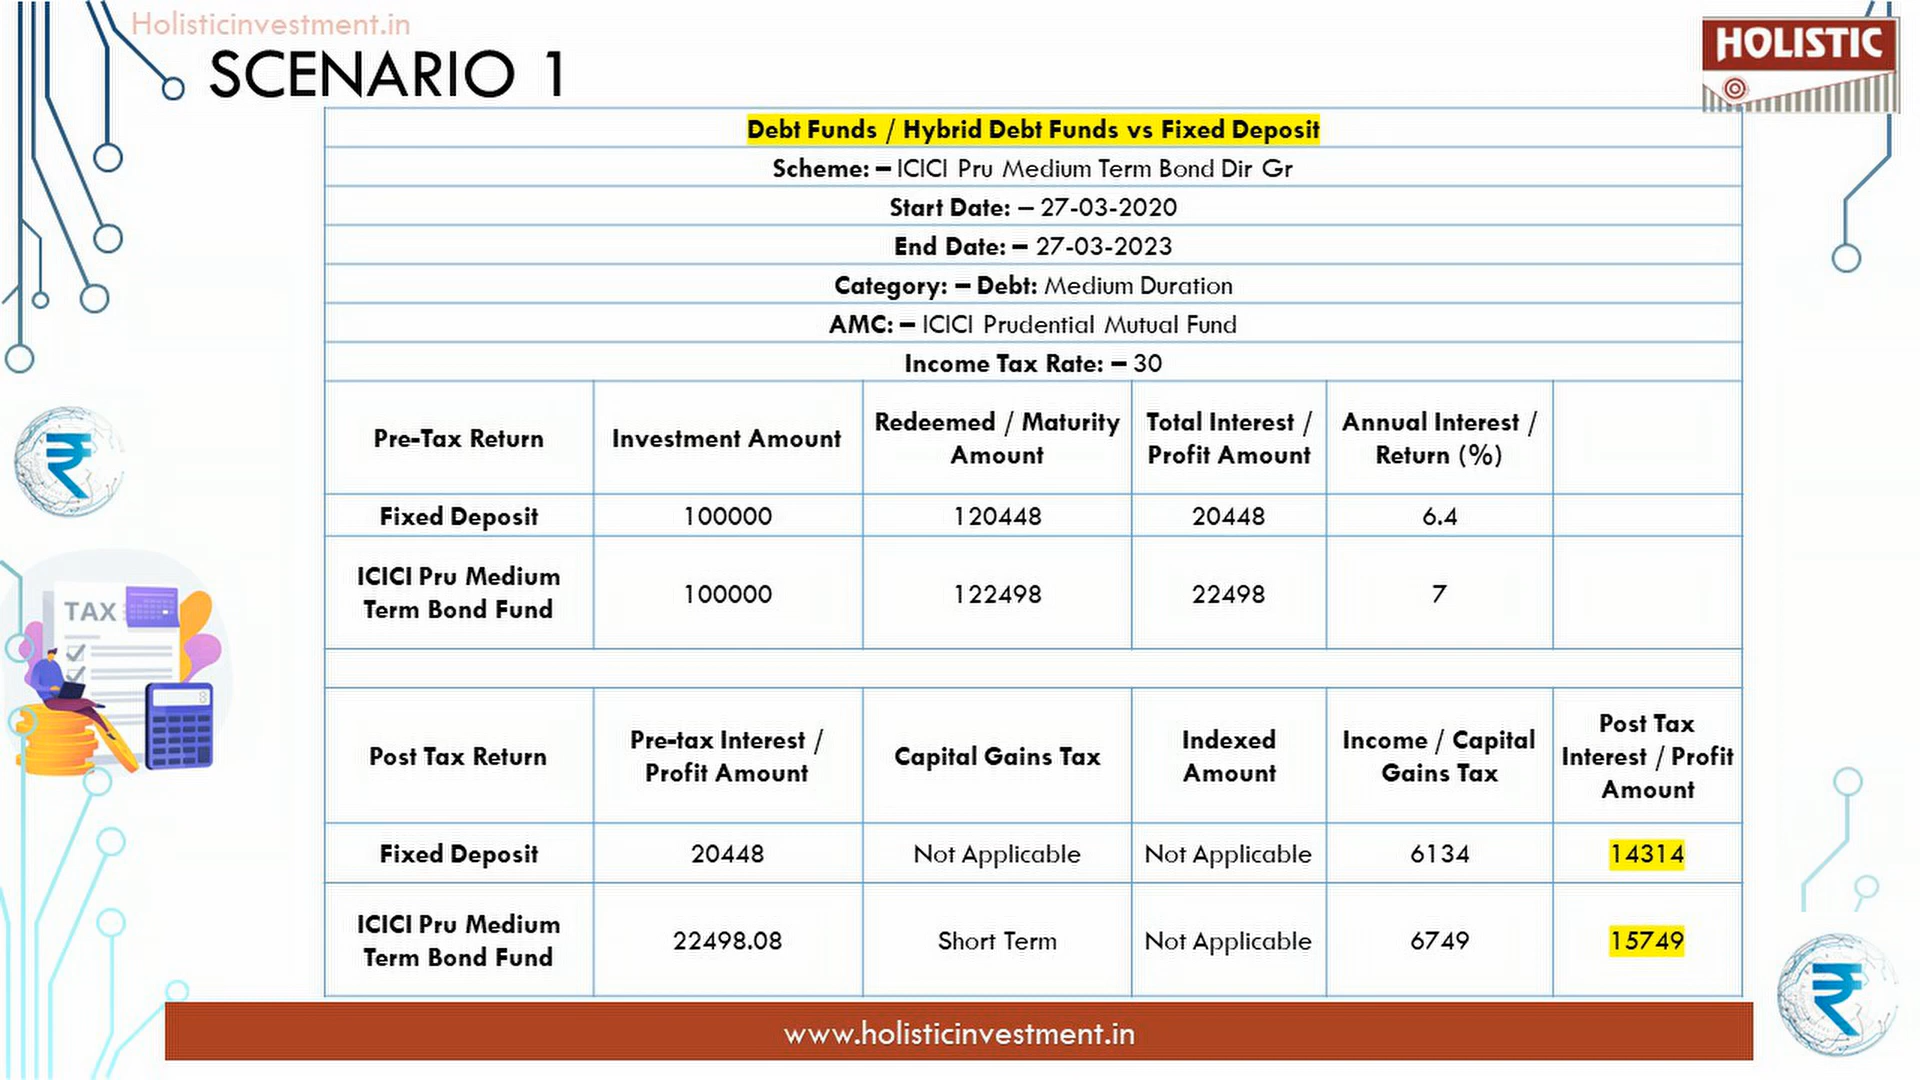 Holisticinvestment.in
SCENARIO 1
HOLISTIC
Debt Funds / Hybrid Debt Funds vs Fixed Deposit
Scheme: – ICICI Pru Medium Term Bond Dir Gr
Start Date: – 27-03-2020
End Date: – 27-03-2023
Category: – Debt: Medium Duration
AMC: – ICICI Prudential Mutual Fund
Income Tax Rate: – 30
Pre-Tax Return
Investment Amount
Redeemed / Maturity
Amount
Total Interest /
Profit Amount
Annual Interest /
Return (%)
Fixed Deposit
100000
120448
20448
6.4
ICICI Pru Medium
Term Bond Fund
100000
122498
22498
7
Post Tax Return
Pre-tax Interest /
Profit Amount
Capital Gains Tax
Indexed
Amount
Income / Capital
Gains Tax
Post Tax
Interest / Profit
Amount
Fixed Deposit
20448
Not Applicable
Not Applicable
6134
14314
ICICI Pru Medium
Term Bond Fund
22498.08
Short Term
Not Applicable
6749
15749
TAX
8
www.holisticinvestment.in